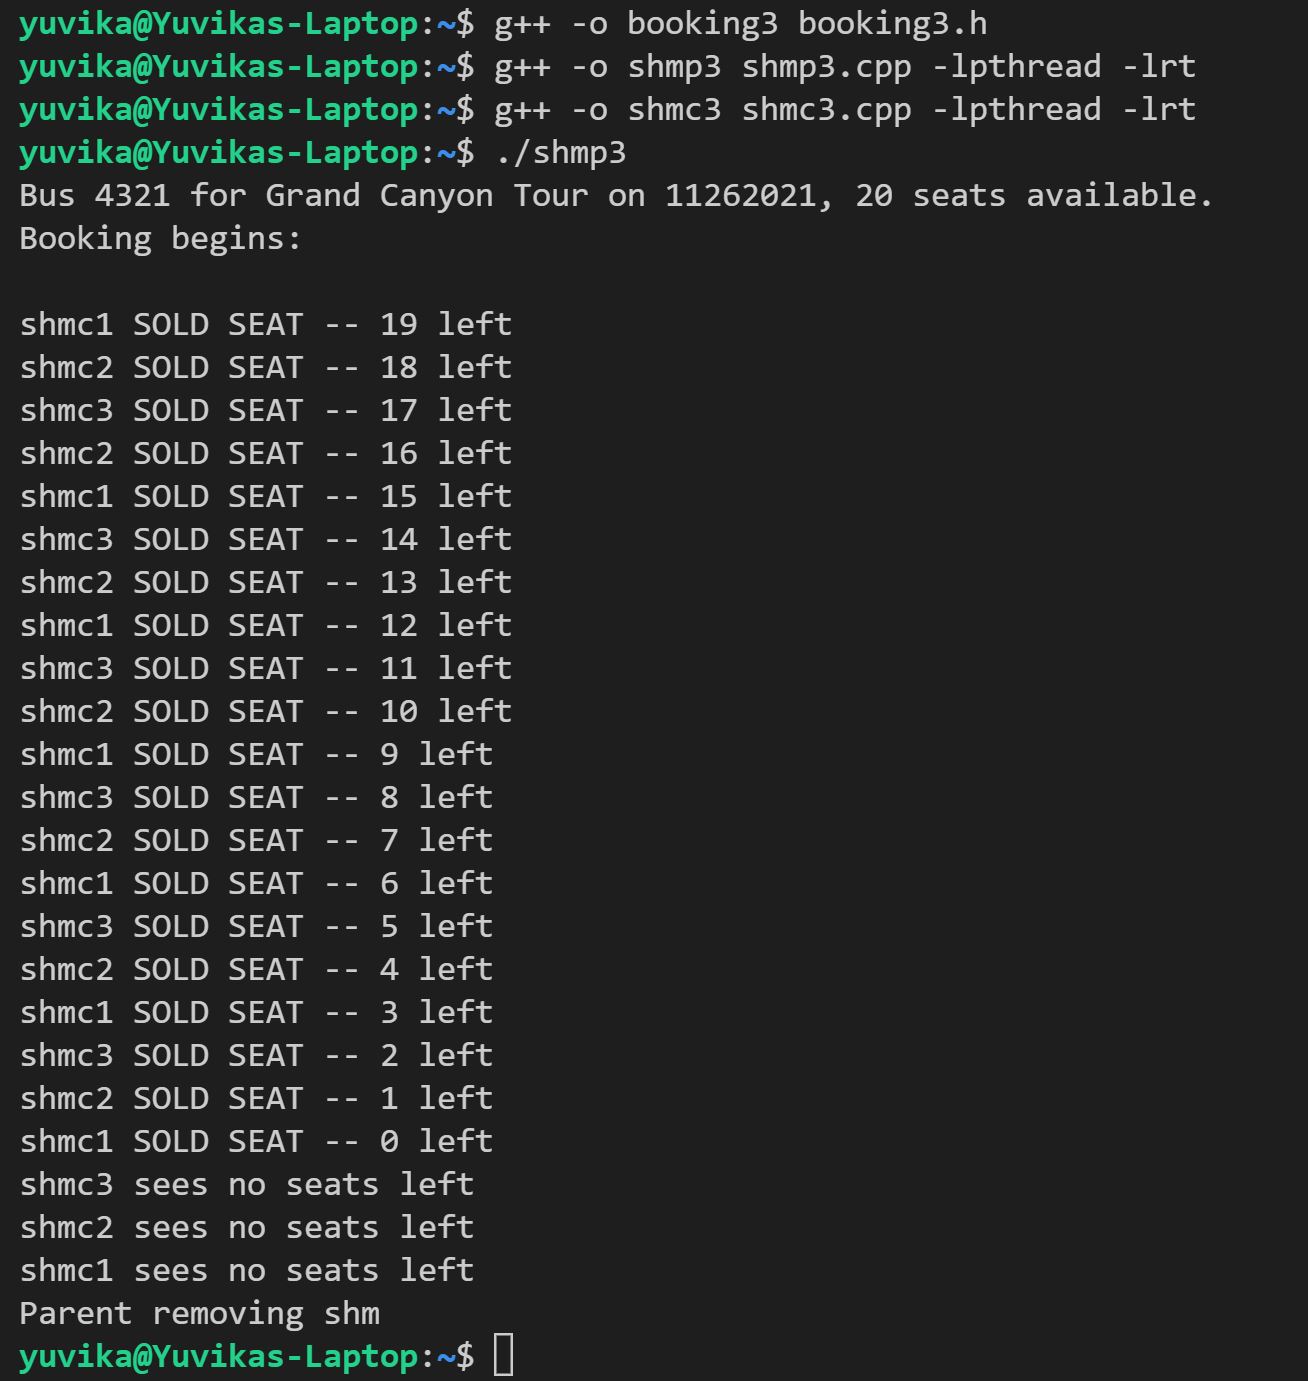 yuvika@Yuvikas-Laptop:~$ g++ -o booking3 booking3.h
yuvika@Yuvikas-Laptop:~$ g++ -o shmp3 shmp3.cpp -lpthread -lrt
yuvika@Yuvikas-Laptop:~$ g++ -o shmc3 shmc3.cpp -lpthread -lrt
yuvika@Yuvikas-Laptop:~$ ./shmp3
Bus 4321 for Grand Canyon Tour on 11262021, 20 seats available.
Booking begins:

shmc1 SOLD SEAT -- 19 left
shmc2 SOLD SEAT -- 18 left
shmc3 SOLD SEAT -- 17 left
shmc2 SOLD SEAT -- 16 left
shmc1 SOLD SEAT -- 15 left
shmc3 SOLD SEAT -- 14 left
shmc2 SOLD SEAT -- 13 left
shmc1 SOLD SEAT -- 12 left
shmc3 SOLD SEAT -- 11 left
shmc2 SOLD SEAT -- 10 left
shmc1 SOLD SEAT -- 9 left
shmc3 SOLD SEAT -- 8 left
shmc2 SOLD SEAT -- 7 left
shmc1 SOLD SEAT -- 6 left
shmc3 SOLD SEAT -- 5 left
shmc2 SOLD SEAT -- 4 left
shmc1 SOLD SEAT -- 3 left
shmc3 SOLD SEAT -- 2 left
shmc2 SOLD SEAT -- 1 left
shmc1 SOLD SEAT -- 0 left
shmc3 sees no seats left
shmc2 sees no seats left
shmc1 sees no seats left
Parent removing shm
yuvika@Yuvikas-Laptop:~$